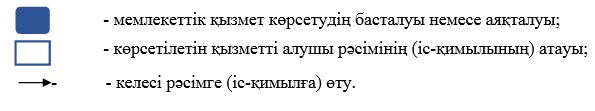 - мемлекеттік қызмет көрсетудің басталуы немесе аяқталуы;
- көрсетілетін қызметті алушы рәсімінің (іс-қимылының) атауы;
- - келесі рәсімге (іс-қимылға) өту.